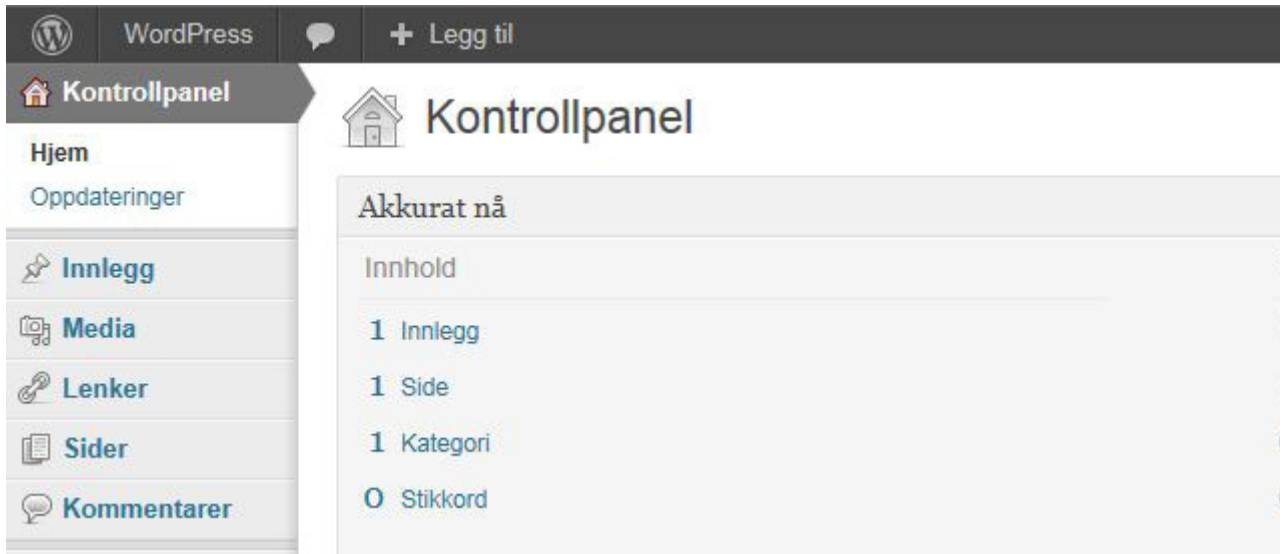 WordPress Legg til
Kontrollpanel
Hjem
Oppdateringer
Innlegg
Media
Lenker
Sider
Kommentarer
Kontrollpanel
Akkurat nå
Innhold
1 Innlegg
1 Side
1 Kategori
0 Stikkord